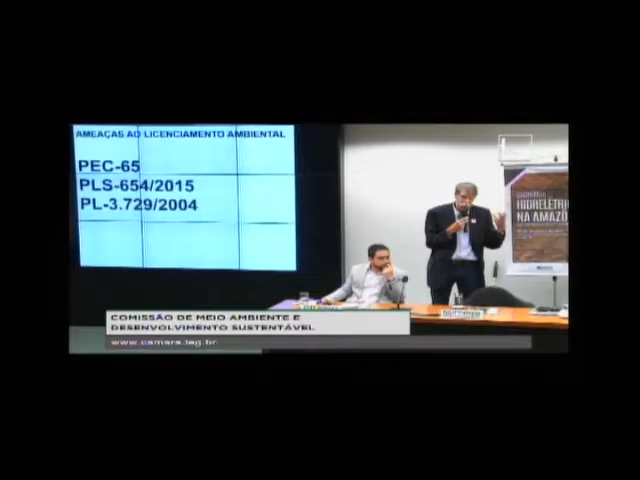 AMEAÇAS AO LICENCIAMENTO AMBIENTAL
PEC-65
PLS-654/2015
PL-3.729/2004
HIDRELÉTRI
NA AMAZÔ
COMISSÃO DE MEIO AMBIENTE E
DESENVOLVIMENTO SUSTENTÁVEL
www.camara.leg.br